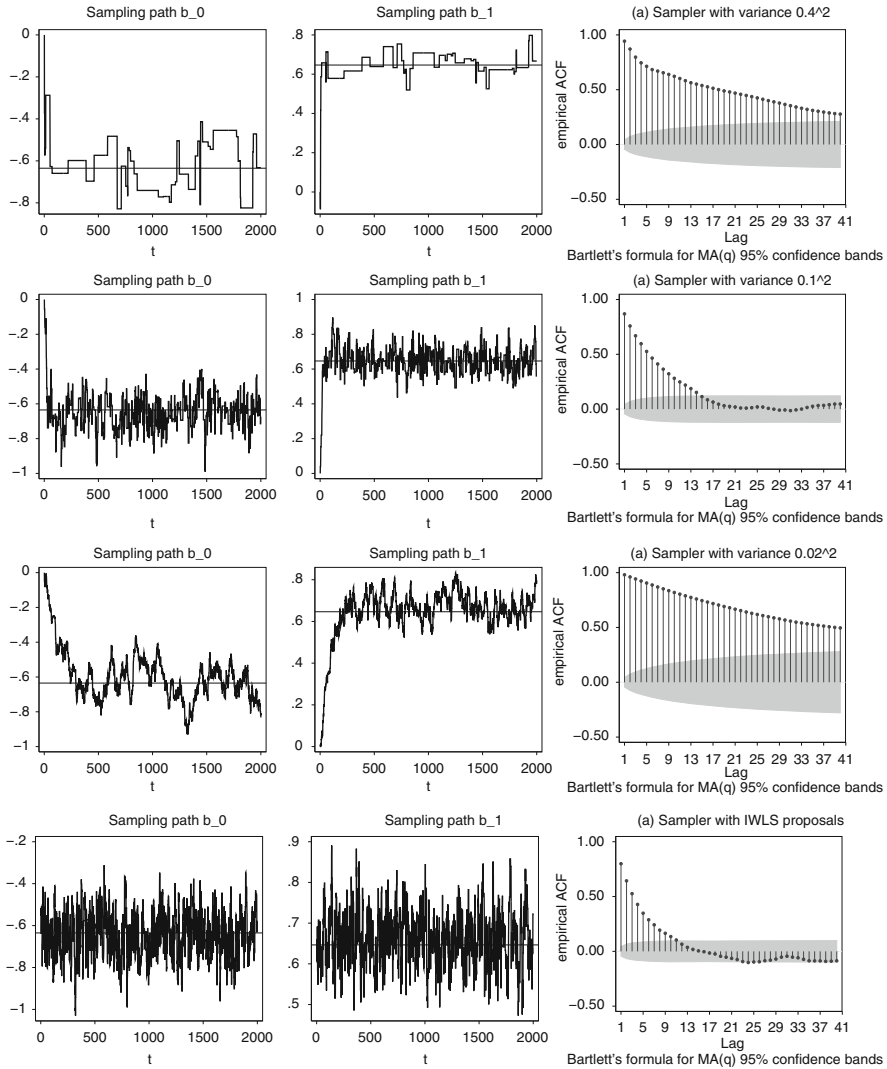 Sampling path b_0
0
–.2
–.4
–.6
–.8
0 500 1000 1500 2000
t
Sampling path b_1
.8
.6
.4
.2
0
0 500 1000 1500 2000
t
(a) Sampler with variance 0.4^2
empirical ACF
1.00
0.50
0.00
–0.50
1 5 9 13 17 21 25 29 33 37 41
Lag
Bartlett's formula for MA(q) 95% confidence bands
Sampling path b_0
0
–.2
–.4
–.6
–.8
–1
0 500 1000 1500 2000
t
Sampling path b_1
1
.8
.6
.4
.2
0
0 500 1000 1500 2000
t
(a) Sampler with variance 0.1^2
empirical ACF
1.00
0.50
0.00
–0.50
1 5 9 13 17 21 25 29 33 37 41
Lag
Bartlett's formula for MA(q) 95% confidence bands
Sampling path b_0
0
–.2
–.4
–.6
–.8
–1
0 500 1000 1500 2000
t
Sampling path b_1
.8
.6
.4
.2
0
0 500 1000 1500 2000
t
(a) Sampler with variance 0.02^2
empirical ACF
1.00
0.50
0.00
–0.50
1 5 9 13 17 21 25 29 33 37 41
Lag
Bartlett's formula for MA(q) 95% confidence bands
Sampling path b_0
–.2
–.4
–.6
–.8
–1
0 500 1000 1500 2000
t
Sampling path b_1
.9
.8
.7
.6
.5
0 500 1000 1500 2000
t
(a) Sampler with IWLS proposals
empirical ACF
1.00
0.50
0.00
–0.50
1 5 9 13 17 21 25 29 33 37 41
Lag
Bartlett's formula for MA(q) 95% confidence bands